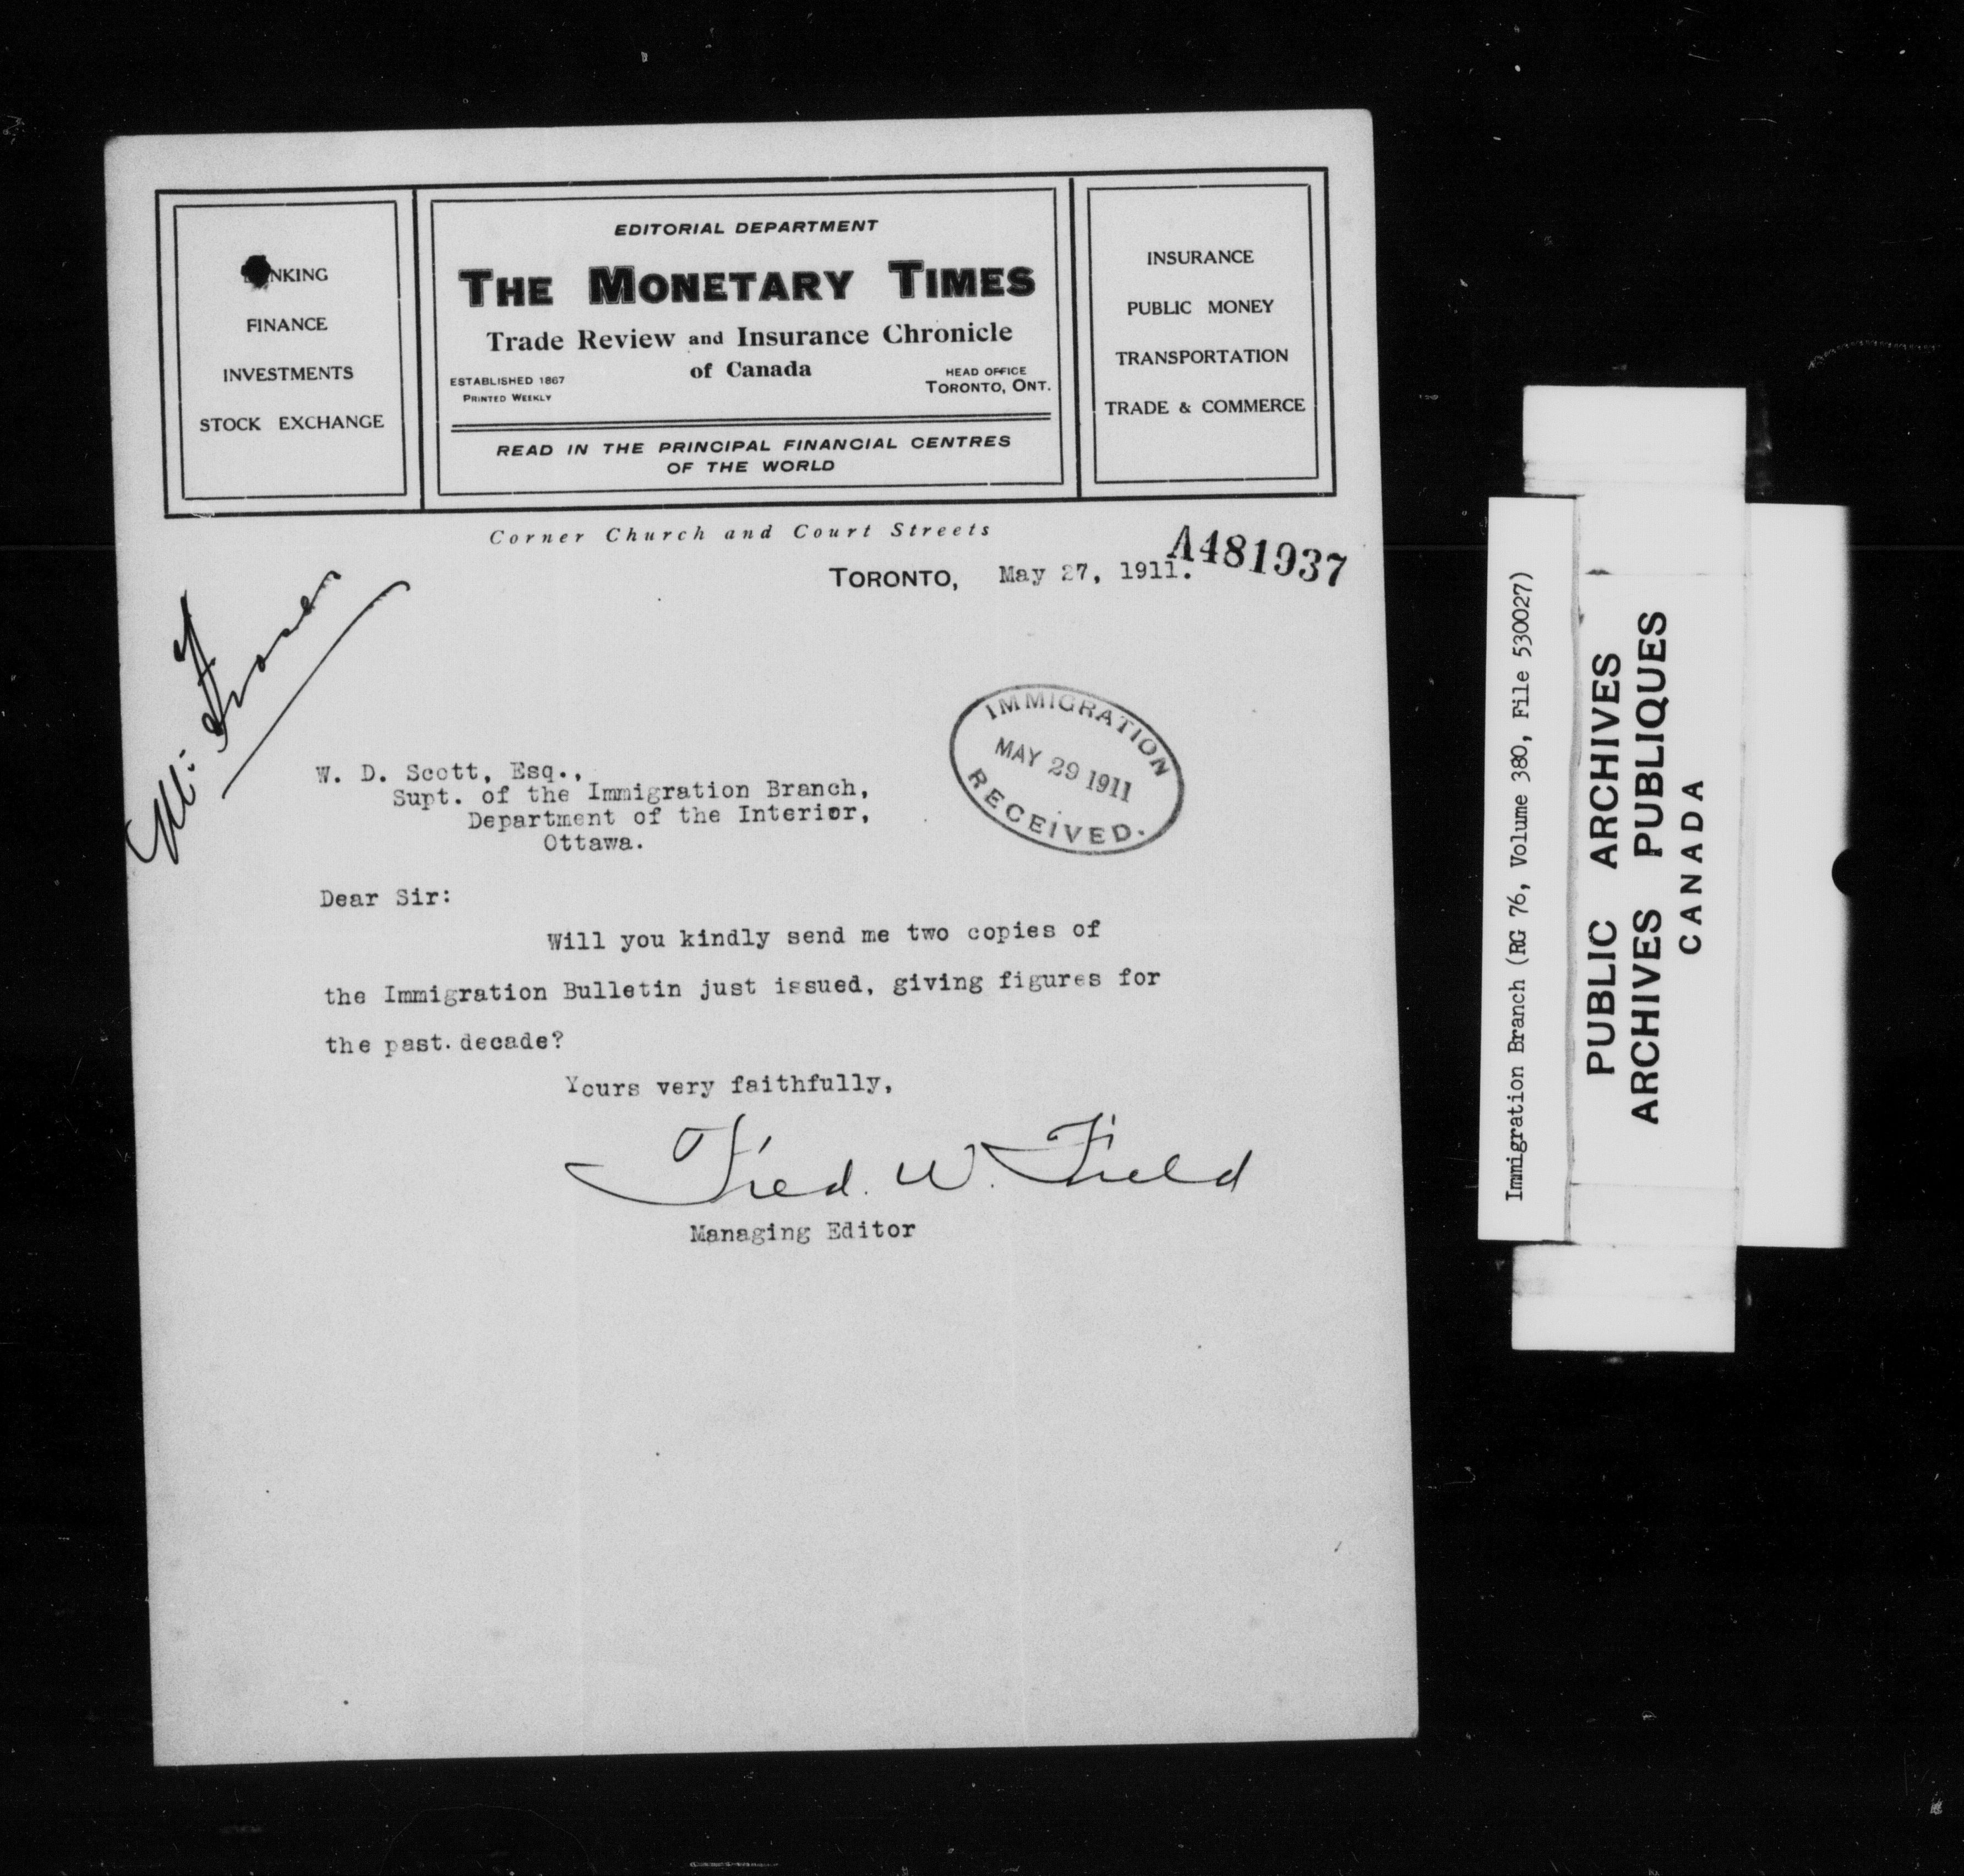 EDITORIAL DEPARTMENT
THE MONETARY TIMES
Trade Review and Insurance Chronicle
of Canada
ESTABLISHED 1867
PRINTED WEEKLY
HEAD OFFICE
TORONTO, ONT.
READ IN THE PRINCIPAL FINANCIAL CENTRES
OF THE WORLD
NKING
FINANCE
INVESTMENTS
STOCK EXCHANGE
INSURANCE
PUBLIC MONEY
TRANSPORTATION
TRADE & COMMERCE
Corner Church and Court Streets
A481937
TORONTO, May 27, 1911.
IMMIGRATION
MAY 29 1911
RECEIVED.
W. D. Scott, Esq.,
Supt. of the Immigration Branch,
Department of the Interior,
Ottawa.
Dear Sir:
Will you kindly send me two copies of
the Immigration Bulletin just issued, giving figures for
the past.decade?
Yours very faithfully,
Fred. W. Field
Managing Editor
Immigration Branch (RG 76, Volume 380, File 530027)
PUBLIC ARCHIVES
ARCHIVES PUBLIQUES
CANADA